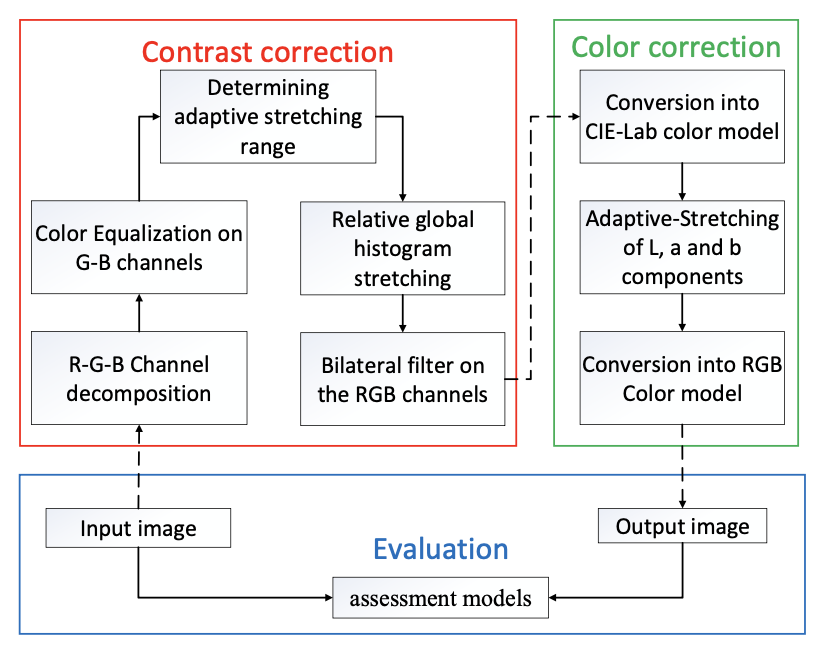 Contrast correction
Determining
adaptive stretching
range
Color Equalization on
G-B channels
R-G-B Channel
decomposition
Relative global
histogram
stretching
Bilateral filter on
the RGB channels
Color correction
Conversion into
CIE-Lab color model
Adaptive-Stretching
of L, a and b
components
Conversion into RGB
Color model
Input image
Evaluation
Output image
assessment models